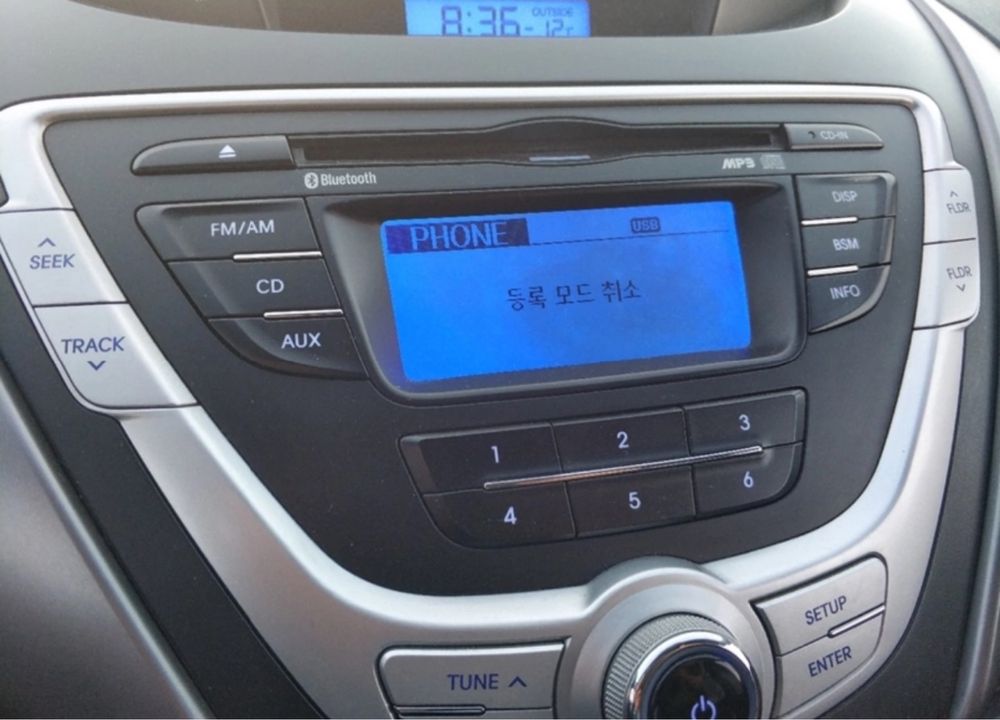 8:36
OUTSIDE
-12
CD-IN
Bluetooth
MP3
FM/AM
CD
AUX
SEEK
TRACK
PHONE
USB
등록 모드 취소
DISP
BSM
INFO
FLDR
FLDR
1
2
3
4
5
6
SETUP
ENTER
TUNE